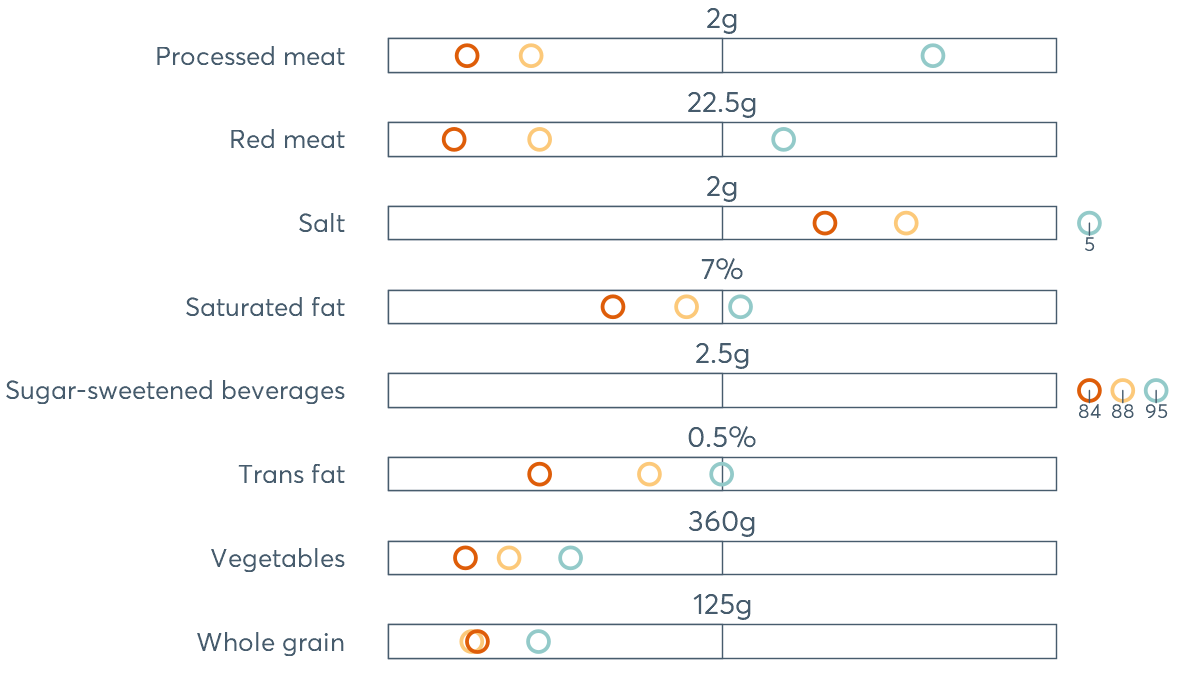 2g
Processed meat
22.5g
Red meat
2g
Salt
5
7%
Saturated fat
2.5g
Sugar-sweetened beverages
84 88 95
0.5%
Trans fat
360g
Vegetables
125g
Whole grain